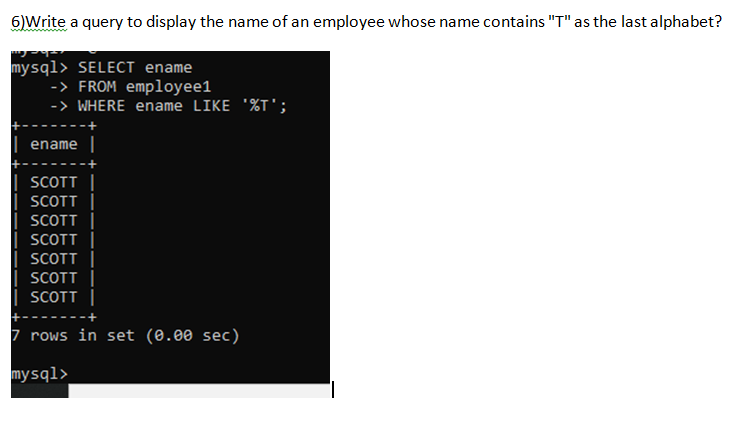 6)Write a query to display the name of an employee whose name contains "T" as the last alphabet?
mysql> SELECT ename
    -> FROM employee1
    -> WHERE ename LIKE '%T';
+-------+
| ename |
+-------+
| SCOTT |
| SCOTT |
| SCOTT |
| SCOTT |
| SCOTT |
| SCOTT |
| SCOTT |
+-------+
7 rows in set (0.00 sec)
mysql>